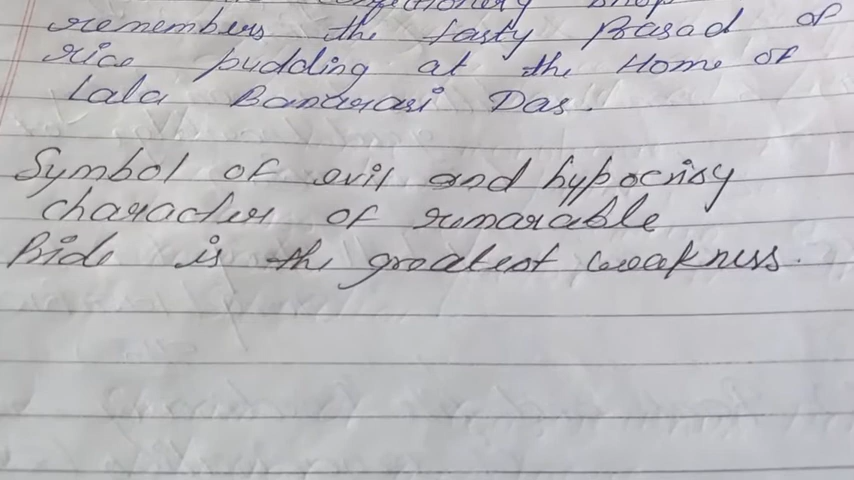 remembers the tasty Prasad of
rice pudding at the Home of
Lala Banarasi Das.
Symbol of evil and hypocrisy
character of remarable
Pride is the greatest weakness.